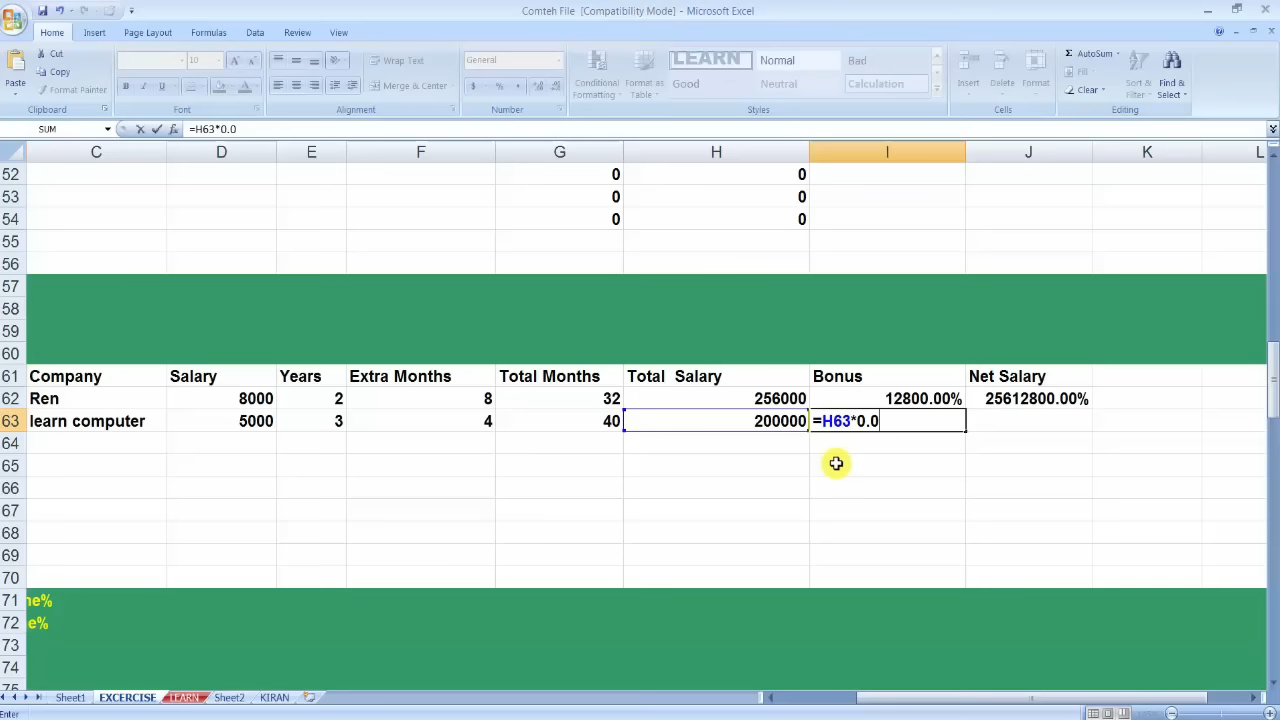 Comteh File  [Compatibility Mode] - Microsoft Excel
Home Insert Page Layout Formulas Data Review View
Paste Cut Copy Format Painter
10
Wrap Text Merge & Center
General
$ % ,
Conditional Formatting Format as Table
LEARN Normal Bad
Good Neutral Calculation
Insert Delete Format
Σ AutoSum Fill Clear
Sort & Filter Find & Select
Clipboard Font Alignment Number Styles Cells Editing
SUM fx =H63*0.0
C D E F G H I J K L
52 0 0
53 0 0
54 0 0
55
56
57
58
59
60
61 Company Salary Years Extra Months Total Months Total  Salary Bonus Net Salary
62 Ren 8000 2 8 32 256000 12800.00% 25612800.00%
63 learn computer 5000 3 4 40 200000 =H63*0.0
64
65
66
67
68
69
70
71 ne%
72 e%
73
74
75
Sheet1 EXCERCISE LEARN Sheet2 KIRAN
Enter